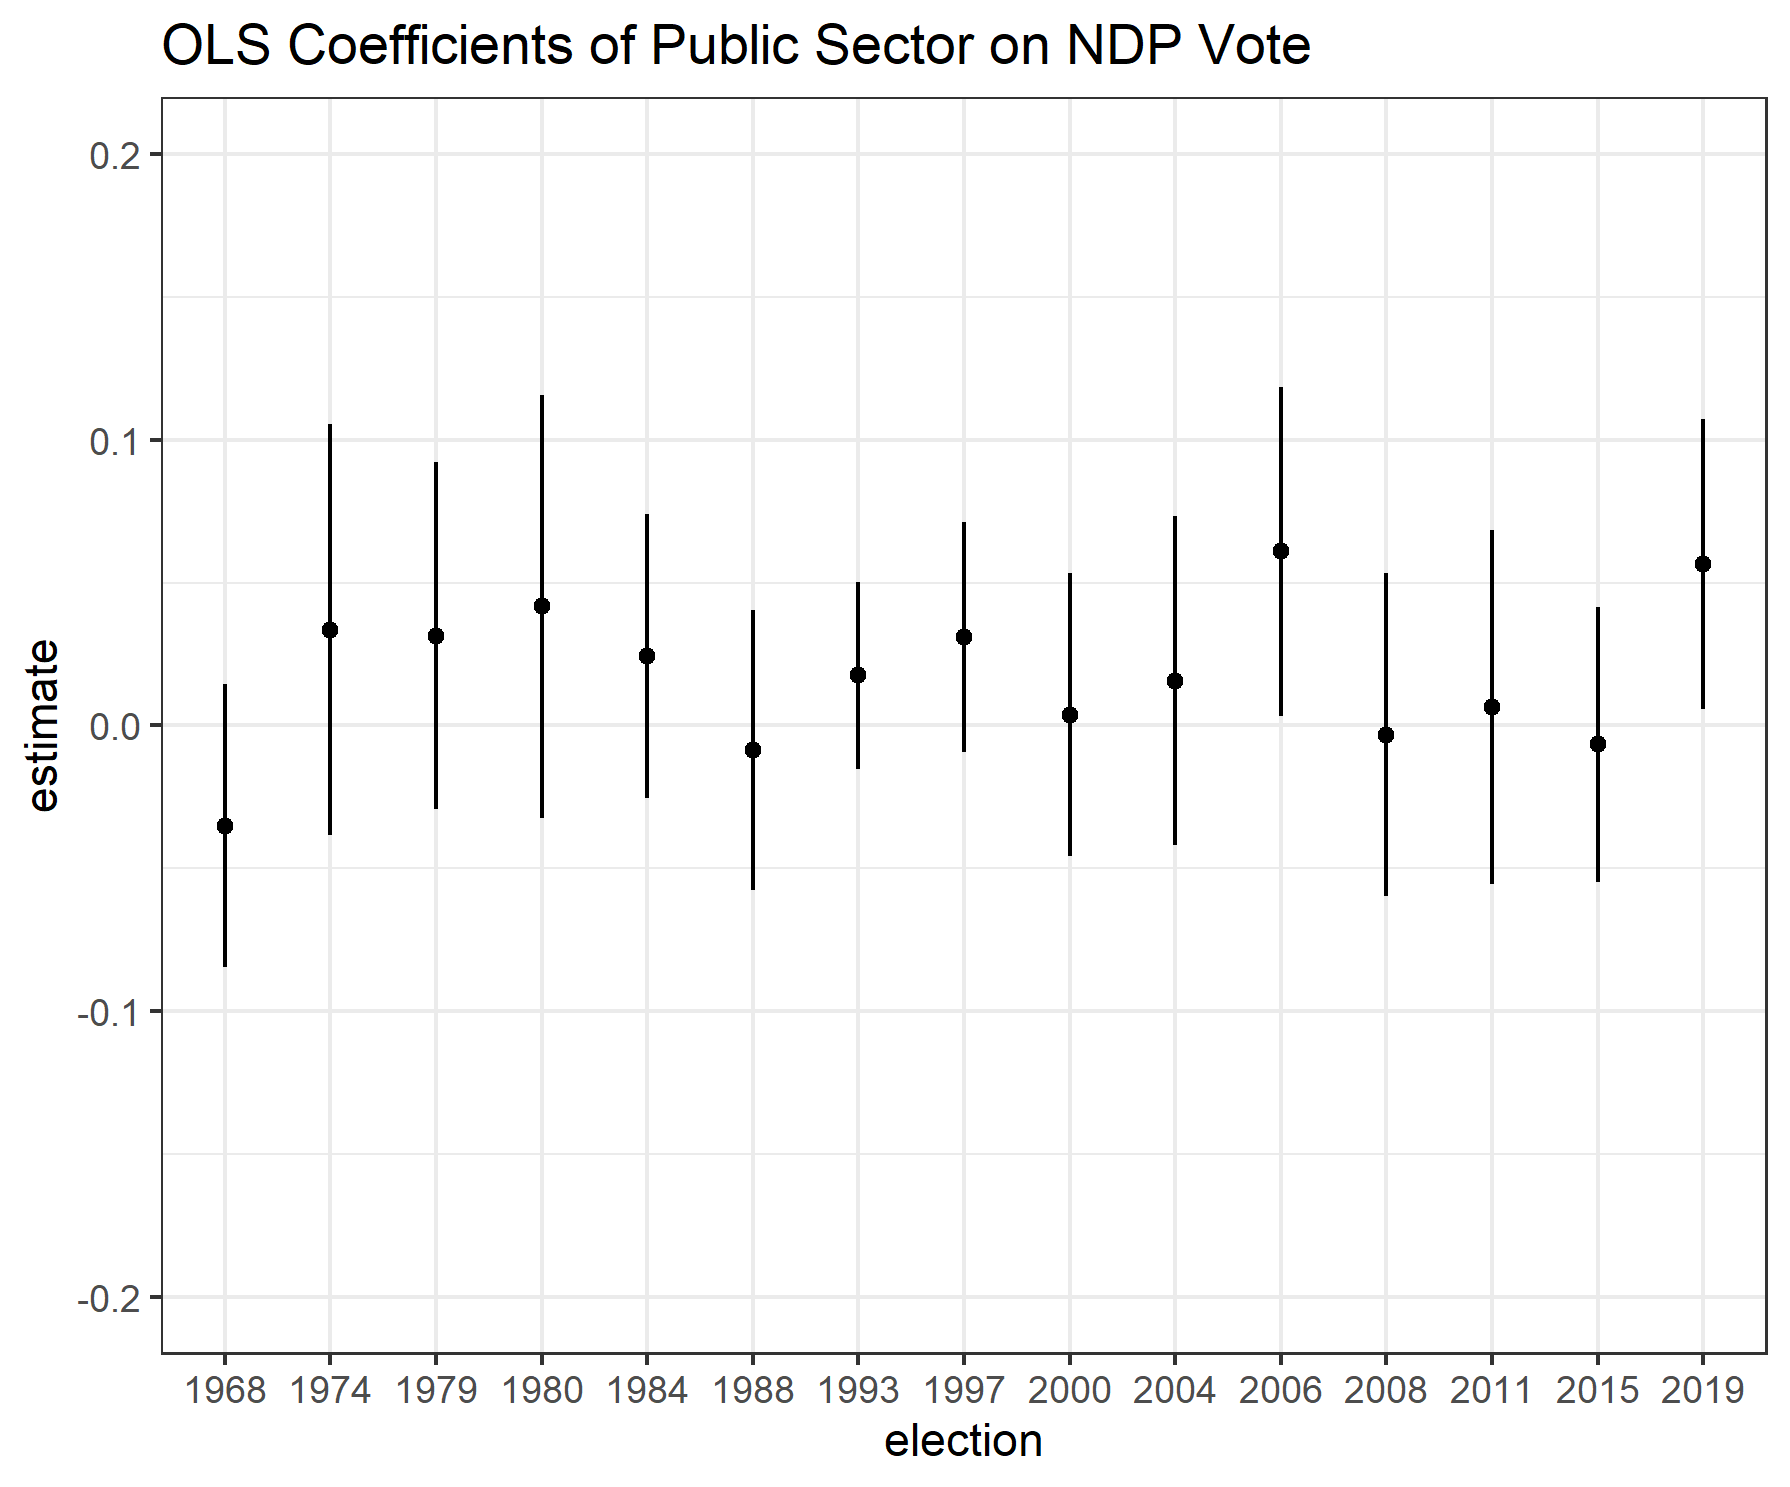 OLS Coefficients of Public Sector on NDP Vote
0.2
0.1
0.0
-0.1
-0.2
estimate
1968 1974 1979 1980 1984 1988 1993 1997 2000 2004 2006 2008 2011 2015 2019
election